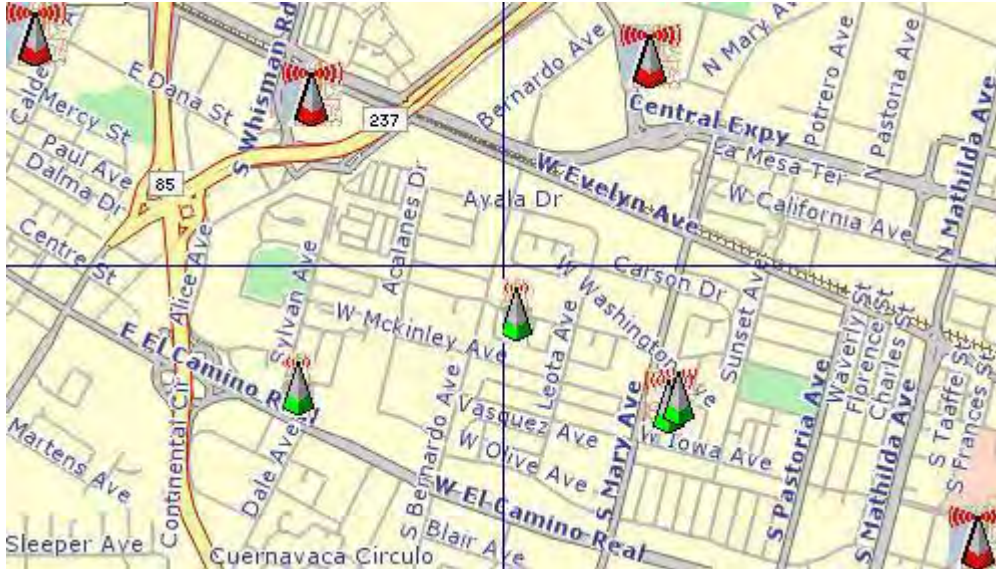 N Mary Av
E Dana St
S Whisman Rd
Bernardo Ave
Potrero Ave
Pastoria Ave
N
Mercy St
237
Central Expy
N Mathilda Ave
Paul Ave
La Mesa Ter
Dalma Dr
85
W Evelyn Ave
W California Ave
Ayala Dr
Acalanes Dr
Centre St
Alice Ave
Sylvan Ave
Carson Dr
W Washington Ave
Sunset Ave
W Mckinley Ave
Leota Ave
Waverly St
Florence St
Charles St
E El Camino Real
S Bernardo Ave
Vasquez Ave
S Mary Ave
S Pastoria Ave
S Mathilda Ave
S Taaffe St
S Frances St
W Iowa Ave
W Olive Ave
Martens Ave
Continental Cir
Dale Ave
W El Camino Real
Blair Ave
Sleeper Ave
Cuernavaca Circulo